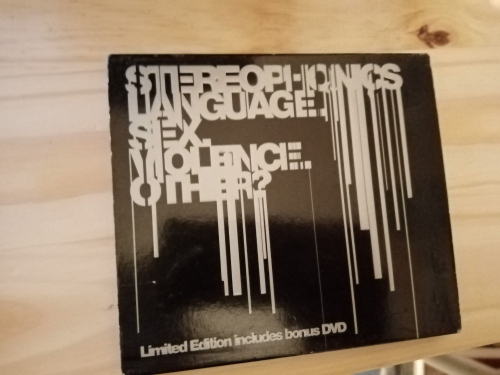 STEREOPHONICS
LANGUAGE.
SEX.
VIOLENCE.
OTHER?
Limited Edition includes bonus DVD